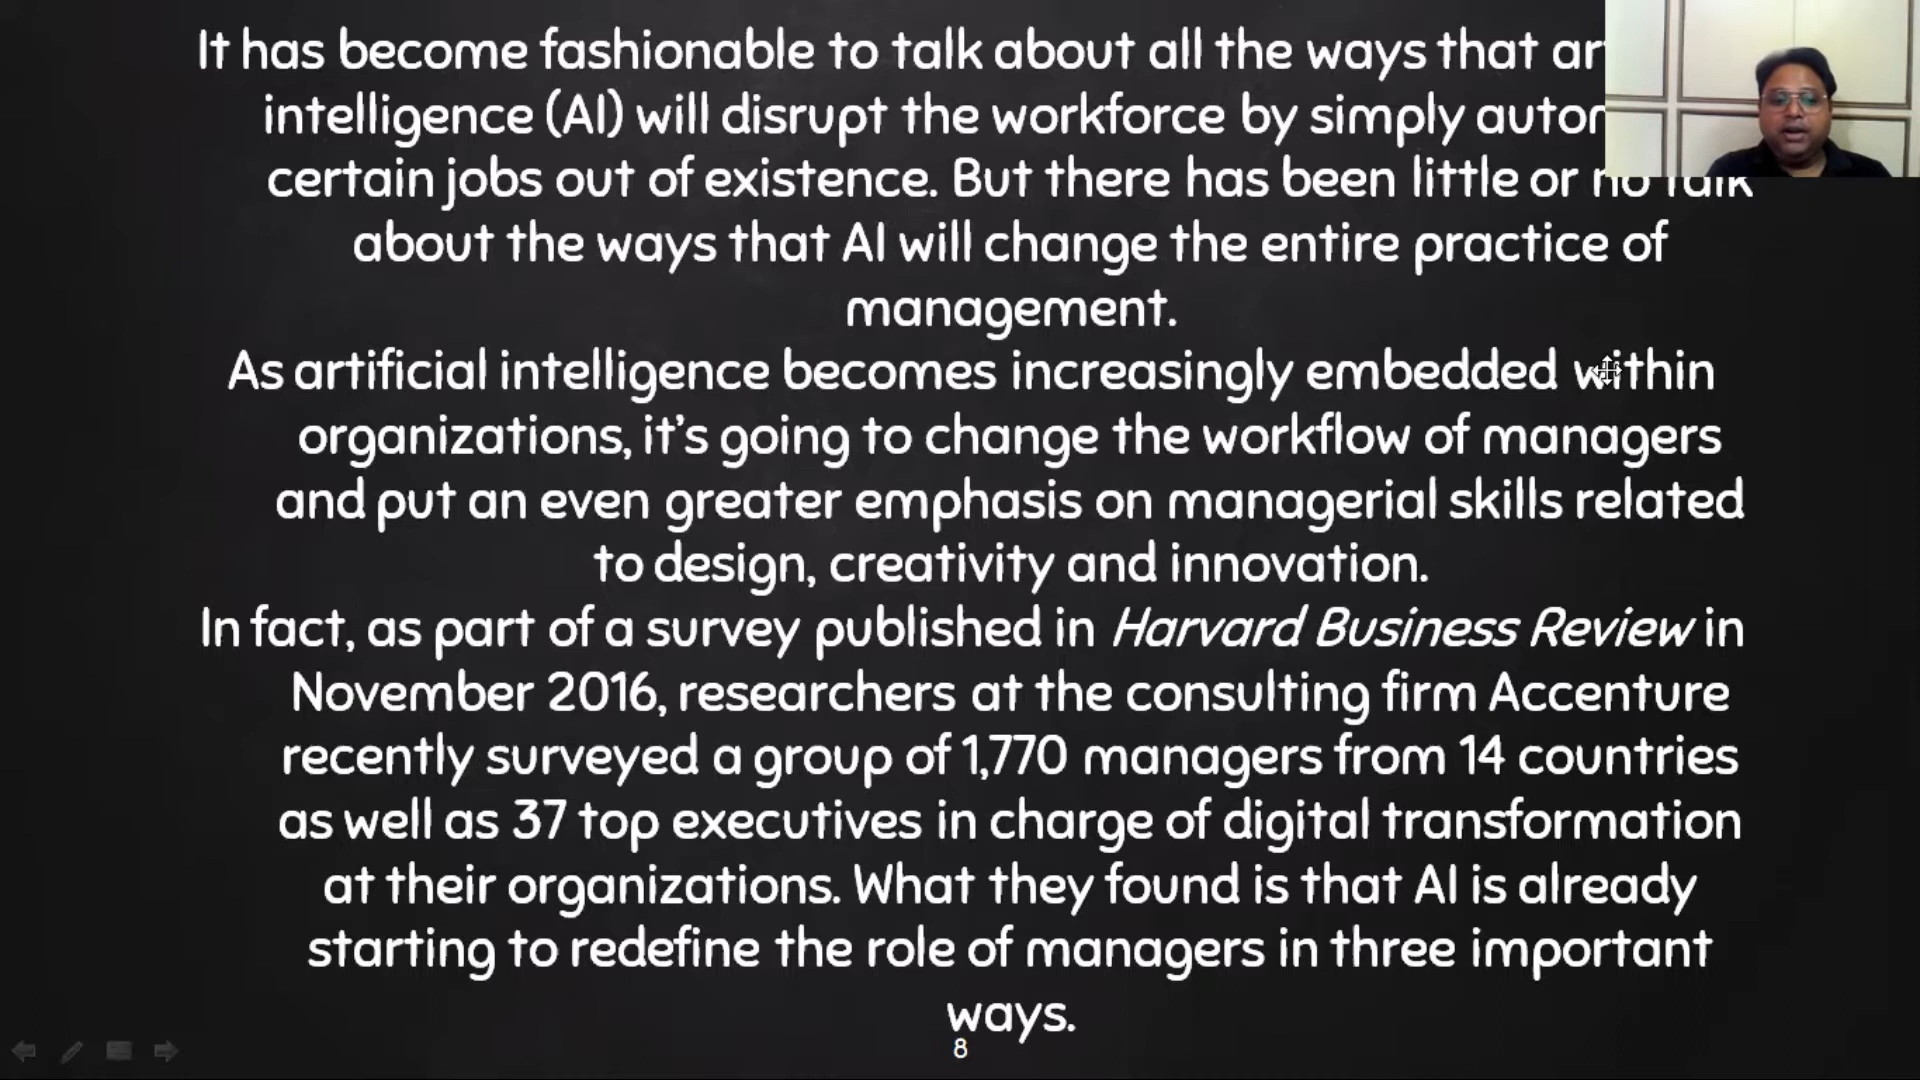 It has become fashionable to talk about all the ways that
intelligence (AI) will disrupt the workforce by simply
certain jobs out of existence. But there has been little or no talk
about the ways that AI will change the entire practice of
management.
As artificial intelligence becomes increasingly embedded within
organizations, it's going to change the workflow of managers
and put an even greater emphasis on managerial skills related
to design, creativity and innovation.
In fact, as part of a survey published in Harvard Business Review in
November 2016, researchers at the consulting firm Accenture
recently surveyed a group of 1,770 managers from 14 countries
as well as 37 top executives in charge of digital transformation
at their organizations. What they found is that AI is already
starting to redefine the role of managers in three important
ways.
8